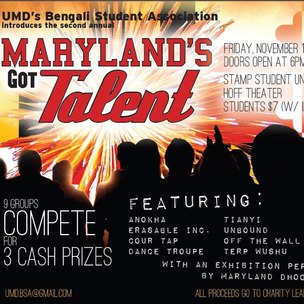 UMD's Bengali Student Association
introduces the second annual
MARYLAND'S
GOT Talent
FRIDAY, NOVEMBER 1
DOORS OPEN AT 6PM
STAMP STUDENT UN
HOFF THEATER
STUDENTS $7 (W/
9 GROUPS
COMPETE
FOR
3 CASH PRIZES
FEATURING:
ANOKHA TIANYI
ERASABLE INC. UNBOUND
COUR TAP OFF THE WALL
DANCE TROUPE TERP WUSHU
WITH AN EXHIBITION PER
BY MARYLAND DHOO
UMD.BSA@GMAIL.COM
ALL PROCEEDS GO TO CHARITY LEA